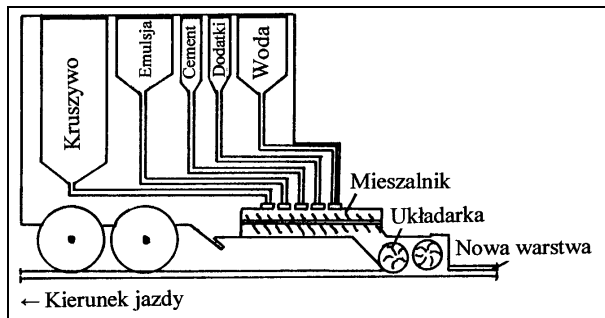 Kruszywo
Emulsja
Cement
Dodatki
Woda
Mieszalnik
Układarka
Nowa warstwa
← Kierunek jazdy